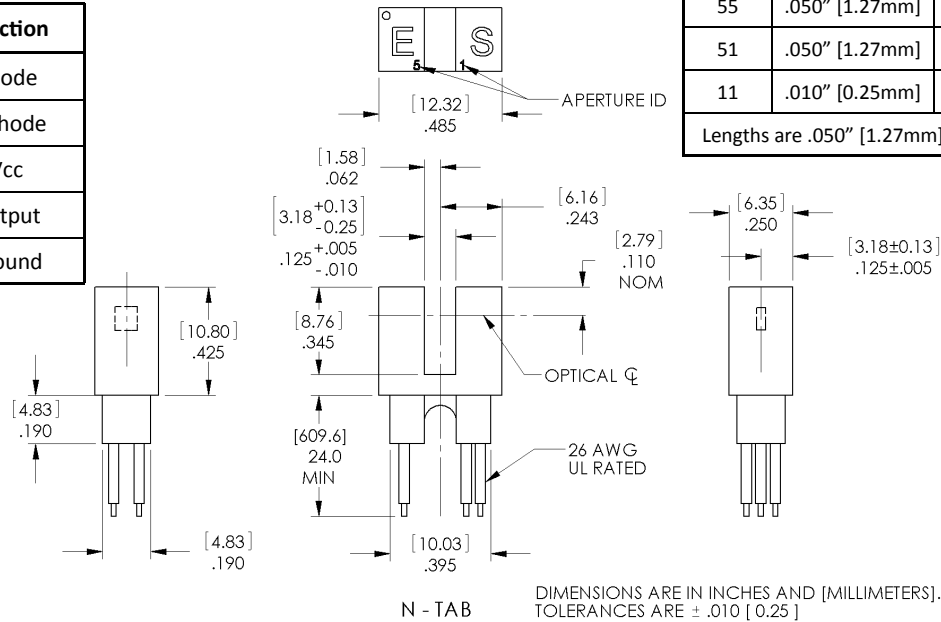 ction
ode
hode
Vcc
tput
ound
E S
5 1
APERTURE ID
[12.32]
.485
55 .050” [1.27mm]
51 .050” [1.27mm]
11 .010” [0.25mm]
Lengths are .050” [1.27mm]
[1.58]
.062
[3.18 +0.13 -0.25]
.125 +.005 -.010
[6.16]
.243
[2.79]
.110
NOM
[6.35]
.250
[3.18±0.13]
.125±.005
[10.80]
.425
[8.76]
.345
OPTICAL ℄
[4.83]
.190
[609.6]
24.0
MIN
26 AWG
UL RATED
[4.83]
.190
[10.03]
.395
N - TAB
DIMENSIONS ARE IN INCHES AND [MILLIMETERS].
TOLERANCES ARE ± .010 [ 0.25 ]